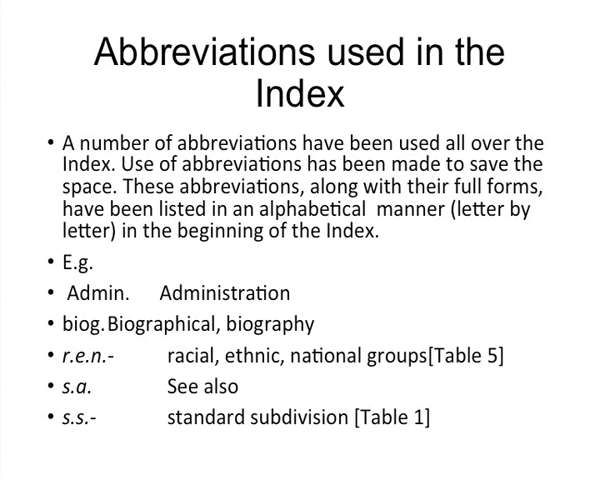 Abbreviations used in the
Index
• A number of abbreviations have been used all over the
Index. Use of abbreviations has been made to save the
space. These abbreviations, along with their full forms,
have been listed in an alphabetical manner (letter by
letter) in the beginning of the Index.
• E.g.
• Admin. Administration
• biog. Biographical, biography
• r.e.n.- racial, ethnic, national groups[Table 5]
• s.a. See also
• s.s.- standard subdivision [Table 1]